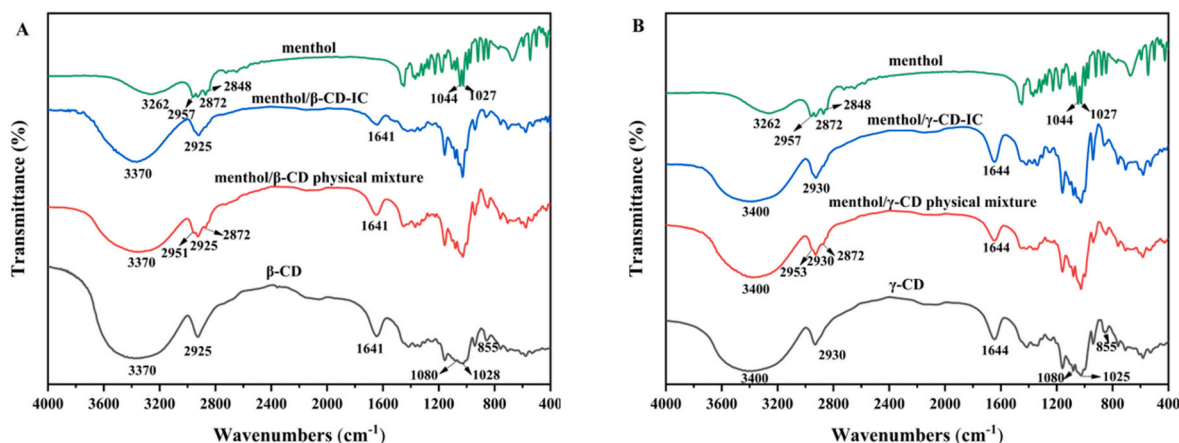 A
menthol
3262
2957
2872
2848
1044
1027
menthol/β-CD-IC
3370
2925
1641
menthol/β-CD physical mixture
3370
2951
2925
2872
1641
β-CD
3370
2925
1641
1080
1028
855
4000 3600 3200 2800 2400 2000 1600 1200 800 400
Wavenumbers (cm⁻¹)
Transmittance (%)
B
menthol
3262
2957
2872
2848
1044
1027
menthol/γ-CD-IC
3400
2930
1644
menthol/γ-CD physical mixture
3400
2953
2930
2872
1644
γ-CD
3400
2930
1644
1080
1025
855
4000 3600 3200 2800 2400 2000 1600 1200 800 400
Wavenumbers (cm⁻¹)
Transmittance (%)